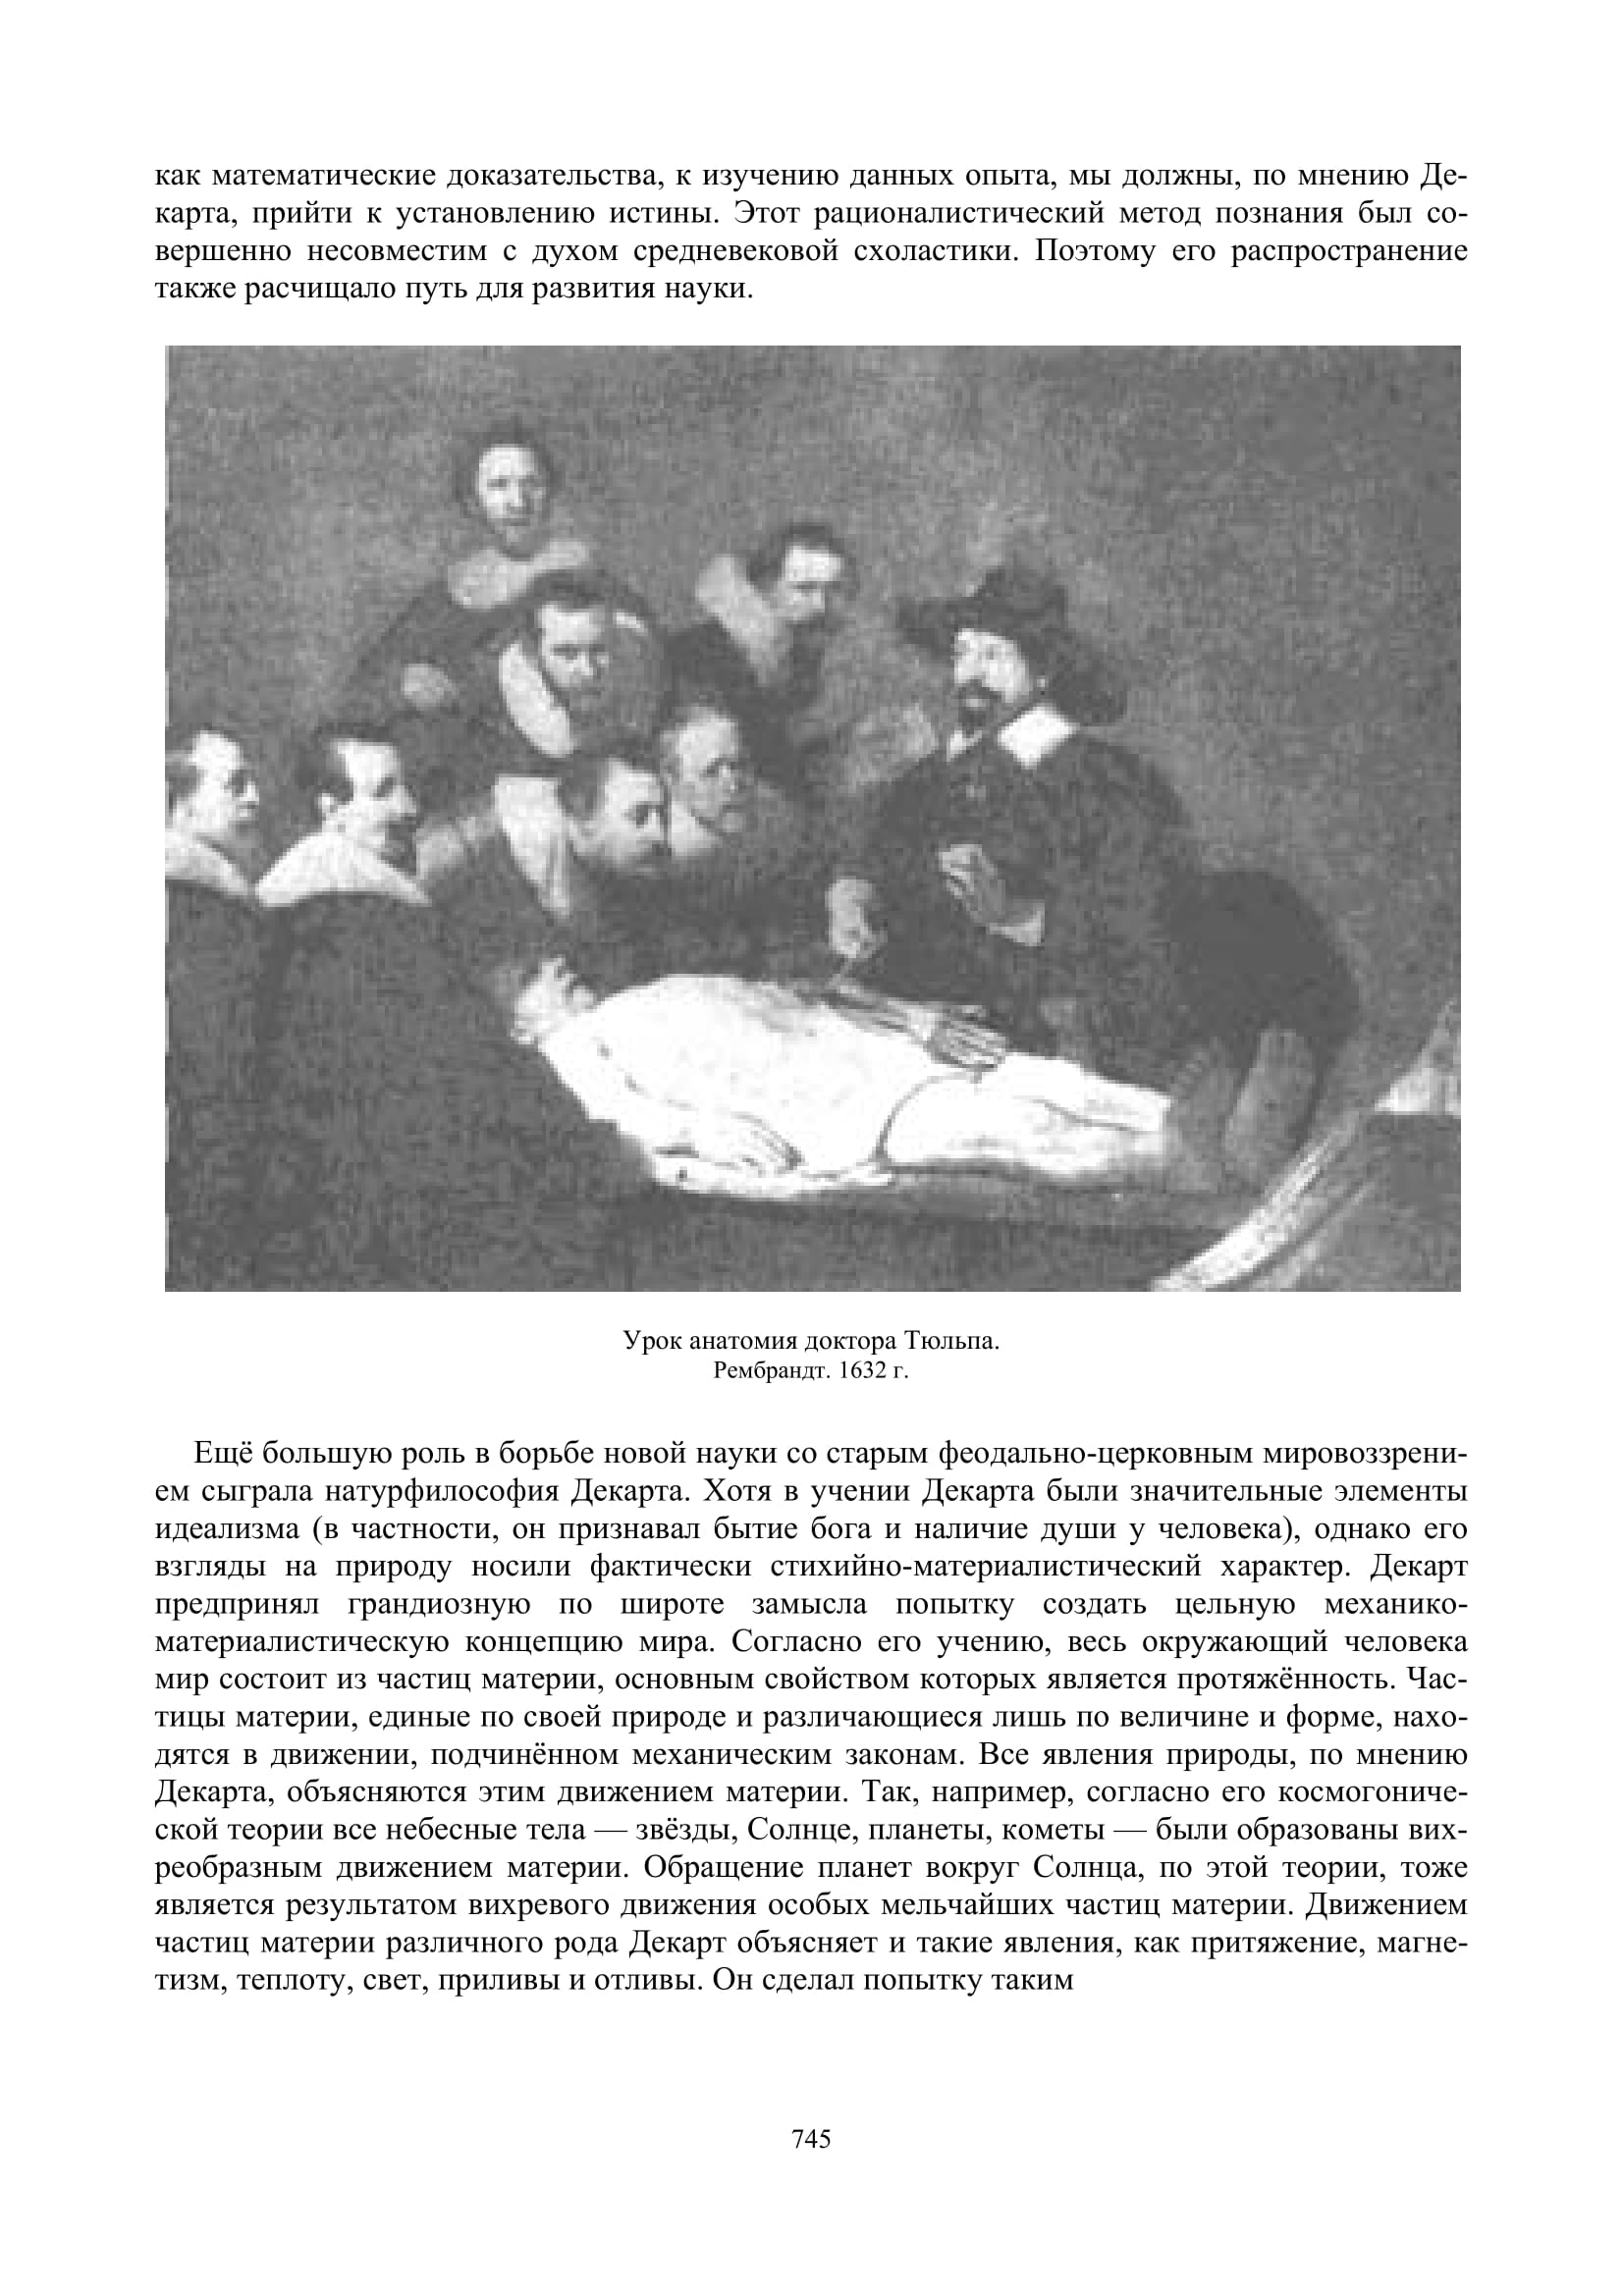 как математические доказательства, к изучению данных опыта, мы должны, по мнению Де-
карта, прийти к установлению истины. Этот рационалистический метод познания был со-
вершенно несовместим с духом средневековой схоластики. Поэтому его распространение
также расчищало путь для развития науки.
Урок анатомия доктора Тюльпа.
Рембрандт. 1632 г.
Ещё большую роль в борьбе новой науки со старым феодально-церковным мировоззрени-
ем сыграла натурфилософия Декарта. Хотя в учении Декарта были значительные элементы
идеализма (в частности, он признавал бытие бога и наличие души у человека), однако его
взгляды на природу носили фактически стихийно-материалистический характер. Декарт
предпринял грандиозную по широте замысла попытку создать цельную механико-
материалистическую концепцию мира. Согласно его учению, весь окружающий человека
мир состоит из частиц материи, основным свойством которых является протяжённость. Час-
тицы материи, единые по своей природе и различающиеся лишь по величине и форме, нахо-
дятся в движении, подчинённом механическим законам. Все явления природы, по мнению
Декарта, объясняются этим движением материи. Так, например, согласно его космогониче-
ской теории все небесные тела — звёзды, Солнце, планеты, кометы — были образованы вих-
реобразным движением материи. Обращение планет вокруг Солнца, по этой теории, тоже
является результатом вихревого движения особых мельчайших частиц материи. Движением
частиц материи различного рода Декарт объясняет и такие явления, как притяжение, магне-
тизм, теплоту, свет, приливы и отливы. Он сделал попытку таким
745